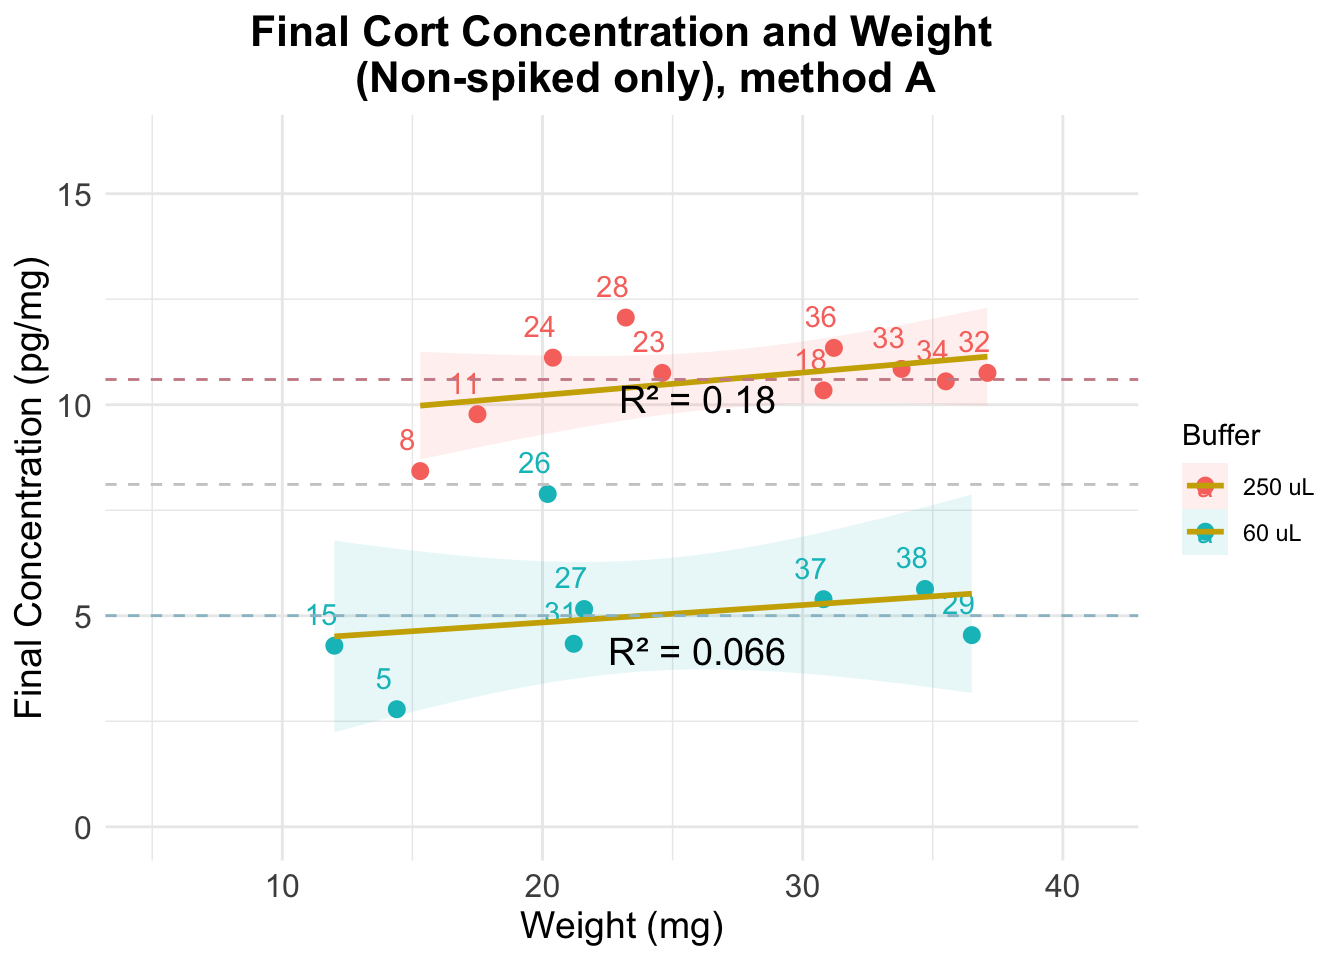 Final Cort Concentration and Weight
(Non-spiked only), method A
Final Concentration (pg/mg)
15
10
5
0
28
24
23
36
33
34
32
18
11
8
R² = 0.18
26
27
31
37
38
29
15
5
R² = 0.066
10
20
30
40
Weight (mg)
Buffer
a
250 uL
a
60 uL